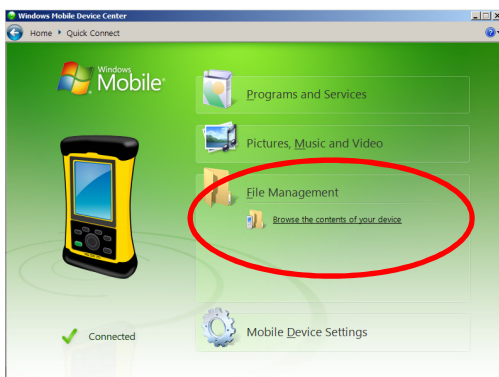 Windows Mobile Device Center
Home Quick Connect
Windows
Mobile
Programs and Services
Pictures, Music and Video
File Management
Browse the contents of your device
Mobile Device Settings
Connected